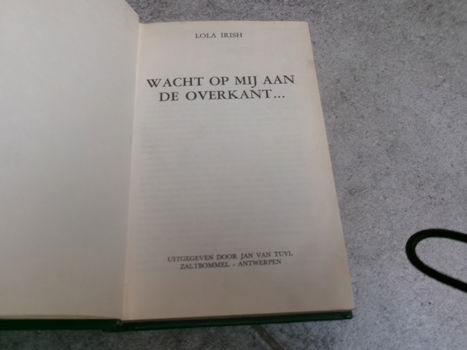 LOLA IRISH
WACHT OP MIJ AAN
DE OVERKANT...
UITGEGEVEN DOOR JAN VAN TUYL
ZALTBOMMEL - ANTWERPEN